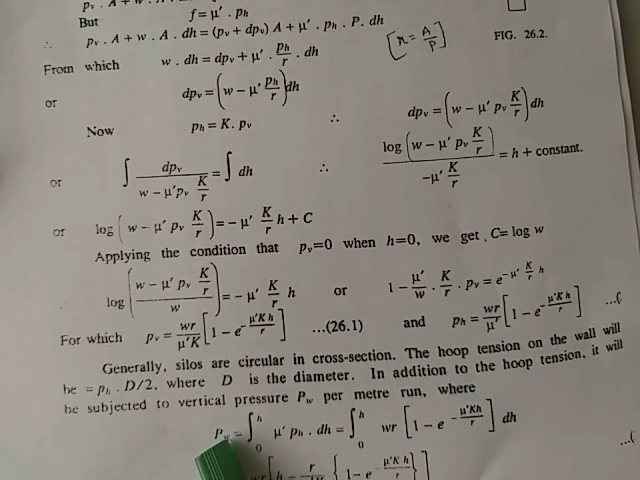 pᵥ . A + w . A
But f = μ' . pₕ
∴ pᵥ . A + w . A . dh = (pᵥ + dpᵥ) A + μ' . pₕ . P. dh [r = A/P]
FIG. 26.2.
From which w . dh = dpᵥ + μ' . pₕ/r . dh
or dpᵥ = (w − μ' pₕ/r) dh
Now pₕ = K. pᵥ ∴ dpᵥ = (w − μ' pᵥ K/r) dh
or ∫ dpᵥ / (w − μ'pᵥ K/r) = ∫ dh ∴ log (w − μ' pᵥ K/r) / (−μ' K/r) = h + constant.
or log (w − μ' pᵥ K/r) = − μ' K/r h + C
Applying the condition that pᵥ=0 when h=0, we get C= log w
log ((w − μ' pᵥ K/r) / w) = − μ' K/r h or 1 − μ'/w . K/r . pᵥ = e^(−μ' K/r h)
For which pᵥ = wr/μ'K [1 − e^(−μ'Kh/r)] ...(26.1) and pₕ = wr/μ' [1 − e^(−μ'Kh/r)] ...(
Generally, silos are circular in cross-section. The hoop tension on the wall will
be = pₕ . D/2, where D is the diameter. In addition to the hoop tension, it will
be subjected to vertical pressure P_w per metre run, where
P_w = ∫₀ʰ μ' pₕ . dh = ∫₀ʰ wr [1 − e^(−μ'Kh/r)] dh
...(
wr [h − r {1 − e^(−μ'Kh/r)}]